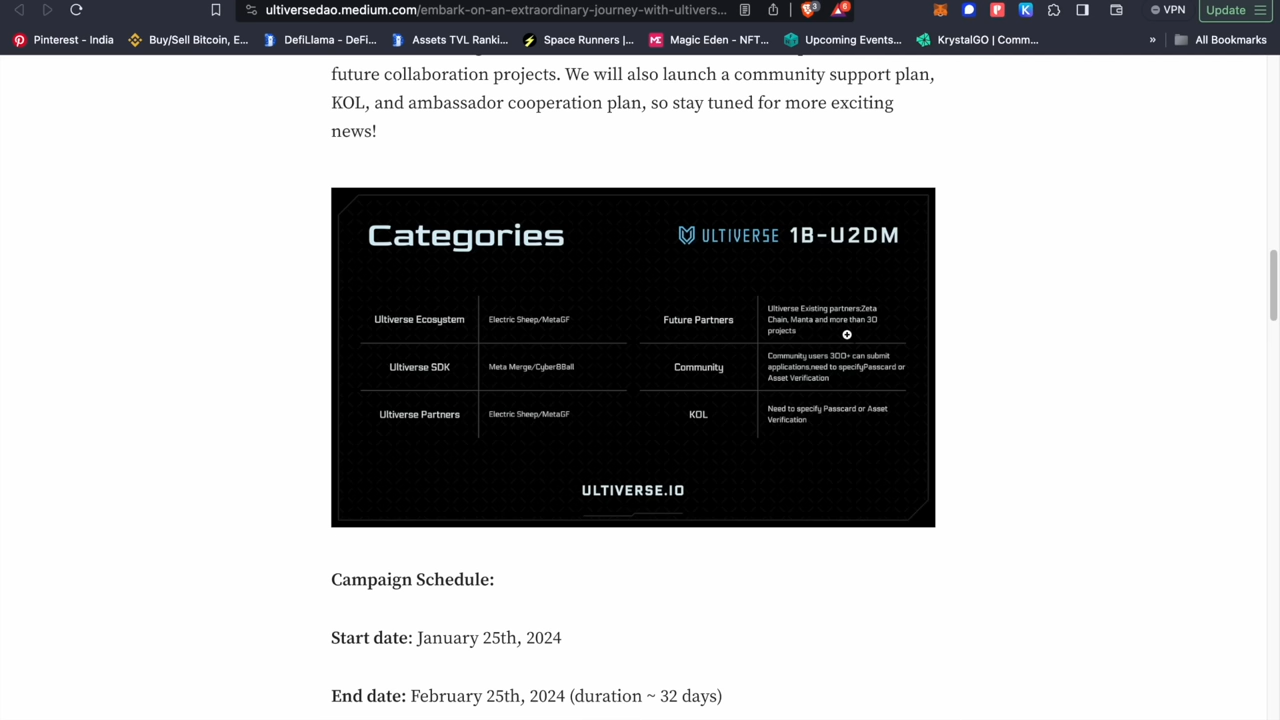 ultiversedao.medium.com/embark-on-an-extraordinary-journey-with-ultivers...
3
6
VPN
Update
Pinterest - India
Buy/Sell Bitcoin, E...
DefiLlama - DeFi...
Assets TVL Ranki...
Space Runners |...
Magic Eden - NFT...
Upcoming Events...
KrystalGO | Comm...
»
All Bookmarks
future collaboration projects. We will also launch a community support plan,
KOL, and ambassador cooperation plan, so stay tuned for more exciting
news!
Categories
ULTIVERSE 1B-U2DM
Ultiverse Ecosystem
Electric Sheep/MetaGF
Ultiverse SDK
Meta Merge/CyberBBall
Ultiverse Partners
Electric Sheep/MetaGF
Future Partners
Ultiverse Existing partners:Zeta
Chain, Manta and more than 30
projects
Community
Community users 300+ can submit
applications,need to specifyPasscard or
Asset Verification
KOL
Need to specify Passcard or Asset
Verification
ULTIVERSE.IO
Campaign Schedule:
Start date: January 25th, 2024
End date: February 25th, 2024 (duration ~ 32 days)